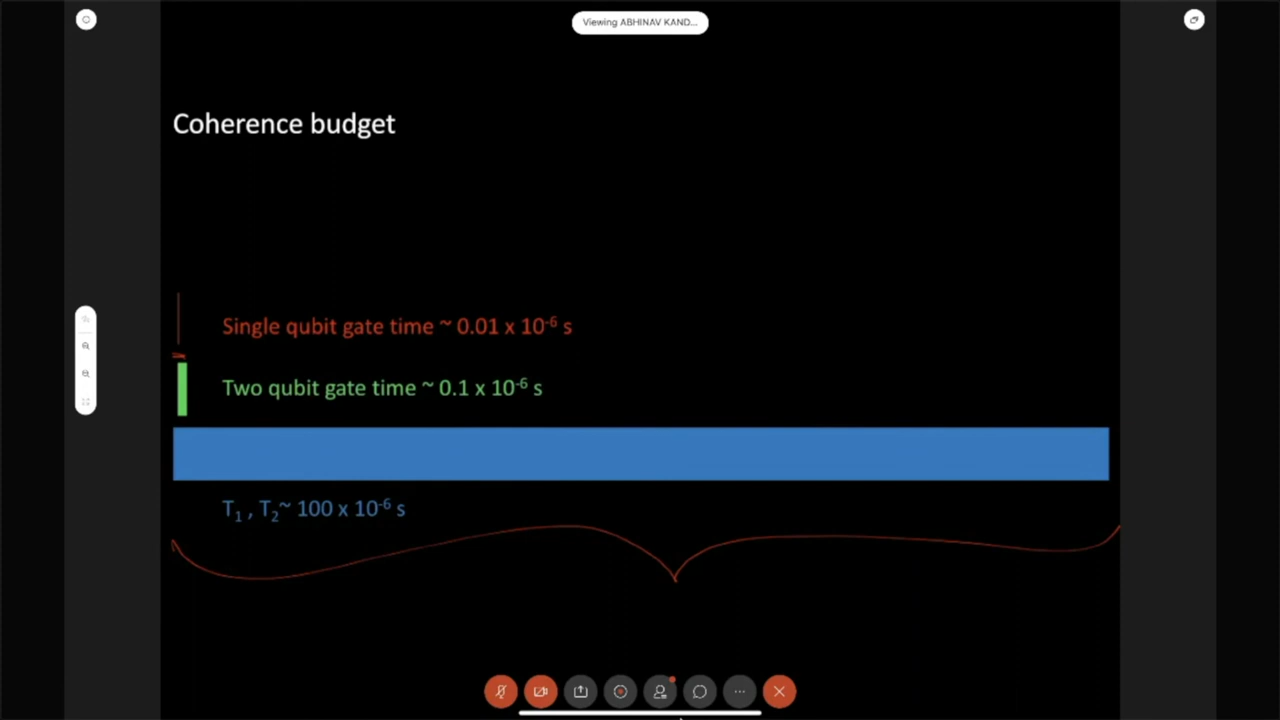 Viewing ABHINAV KAND...
Coherence budget
Single qubit gate time ~ 0.01 x 10⁻⁶ s
Two qubit gate time ~ 0.1 x 10⁻⁶ s
T₁ , T₂~ 100 x 10⁻⁶ s